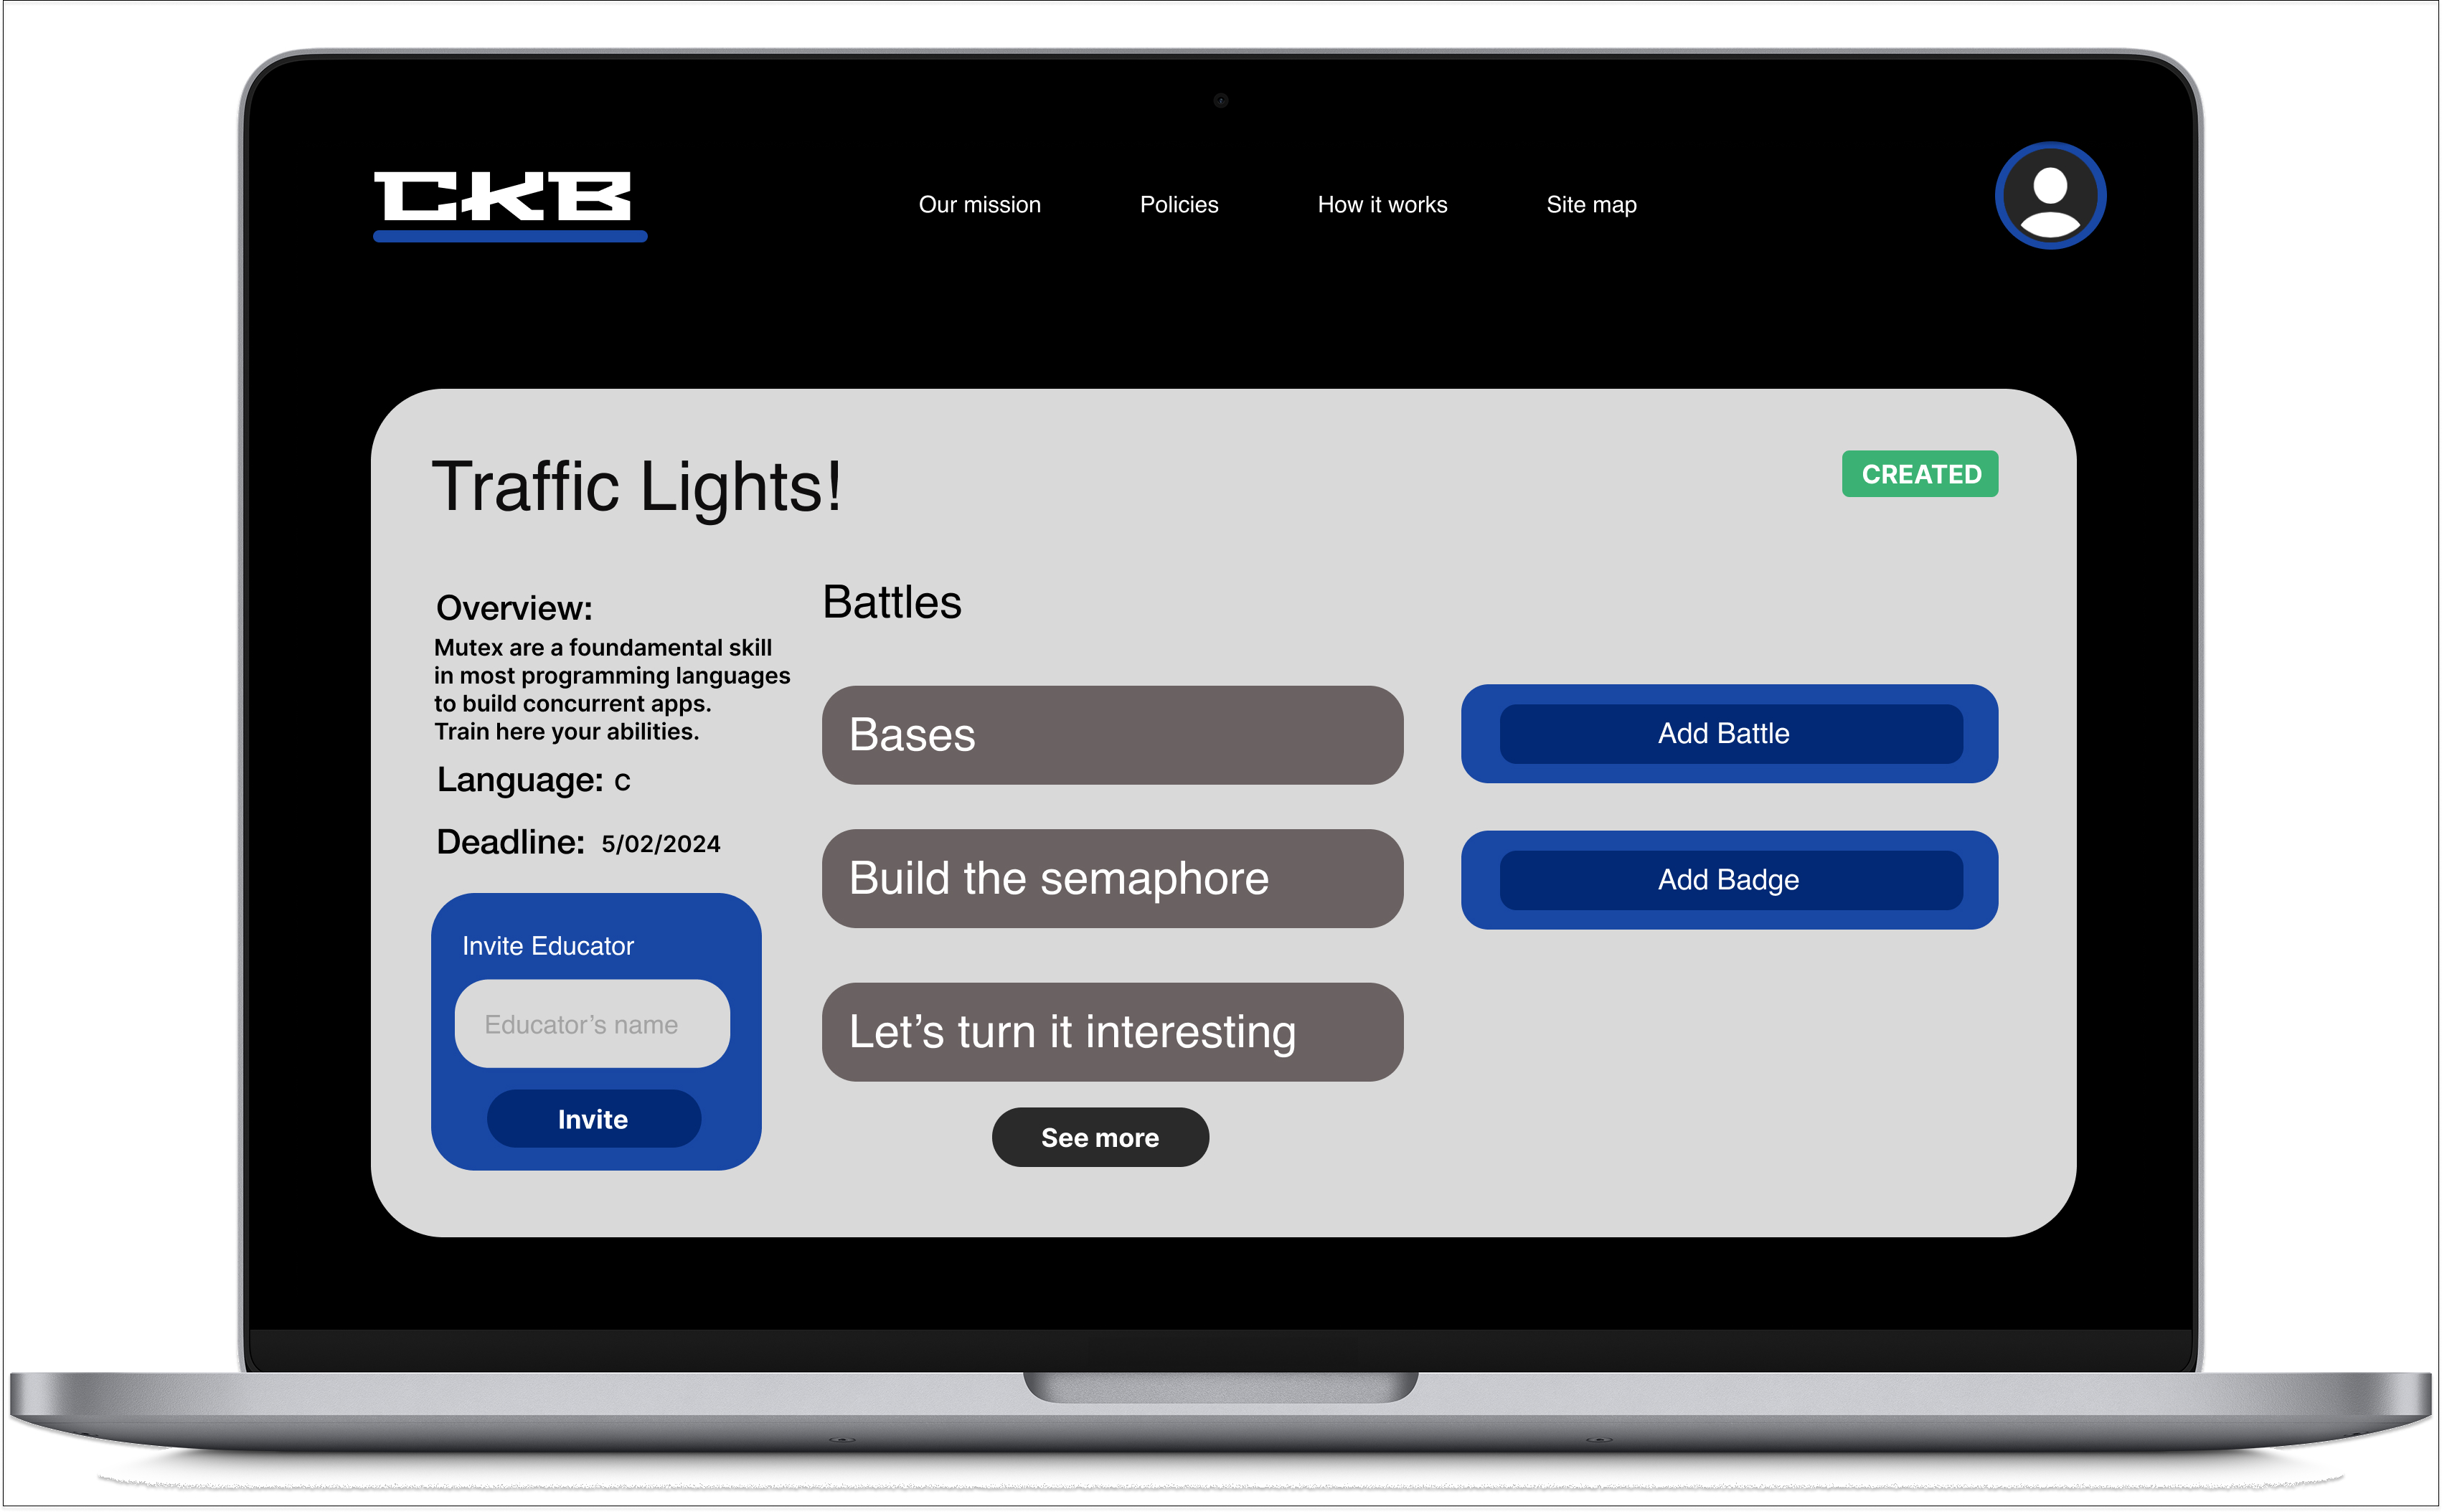 CKB
Our mission
Policies
How it works
Site map
Traffic Lights!
CREATED
Overview:
Mutex are a foundamental skill
in most programming languages
to build concurrent apps.
Train here your abilities.
Language: C
Deadline: 5/02/2024
Invite Educator
Educator’s name
Invite
Battles
Bases
Build the semaphore
Let’s turn it interesting
See more
Add Battle
Add Badge